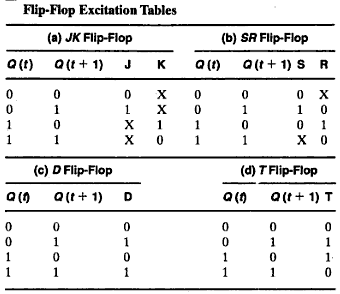 Flip-Flop Excitation Tables
(a) JK Flip-Flop (b) SR Flip-Flop
Q (t) Q (t + 1) J K Q (t) Q (t + 1) S R
0 0 0 X 0 0 0 X
0 1 1 X 0 1 1 0
1 0 X 1 1 0 0 1
1 1 X 0 1 1 X 0
(c) D Flip-Flop (d) T Flip-Flop
Q (t) Q (t + 1) D Q (t) Q (t + 1) T
0 0 0 0 0 0
0 1 1 0 1 1
1 0 0 1 0 1
1 1 1 1 1 0